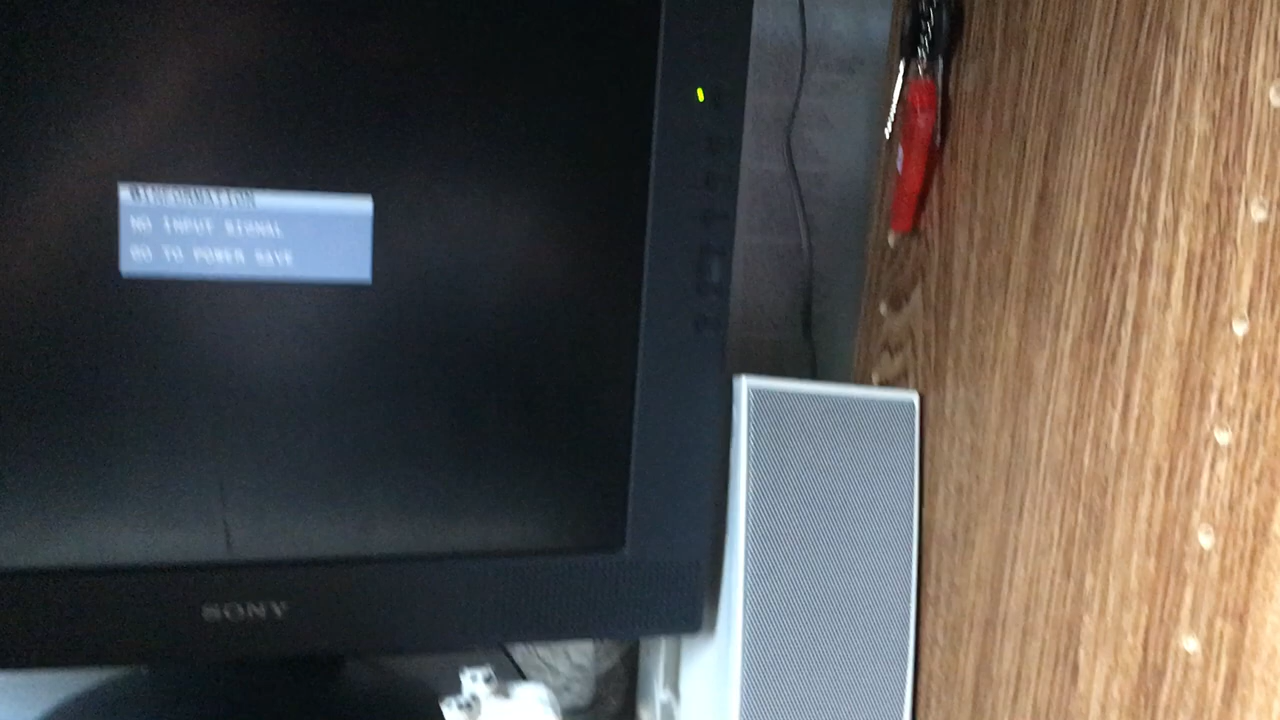 INFORMATION
NO INPUT SIGNAL
GO TO POWER SAVE
SONY